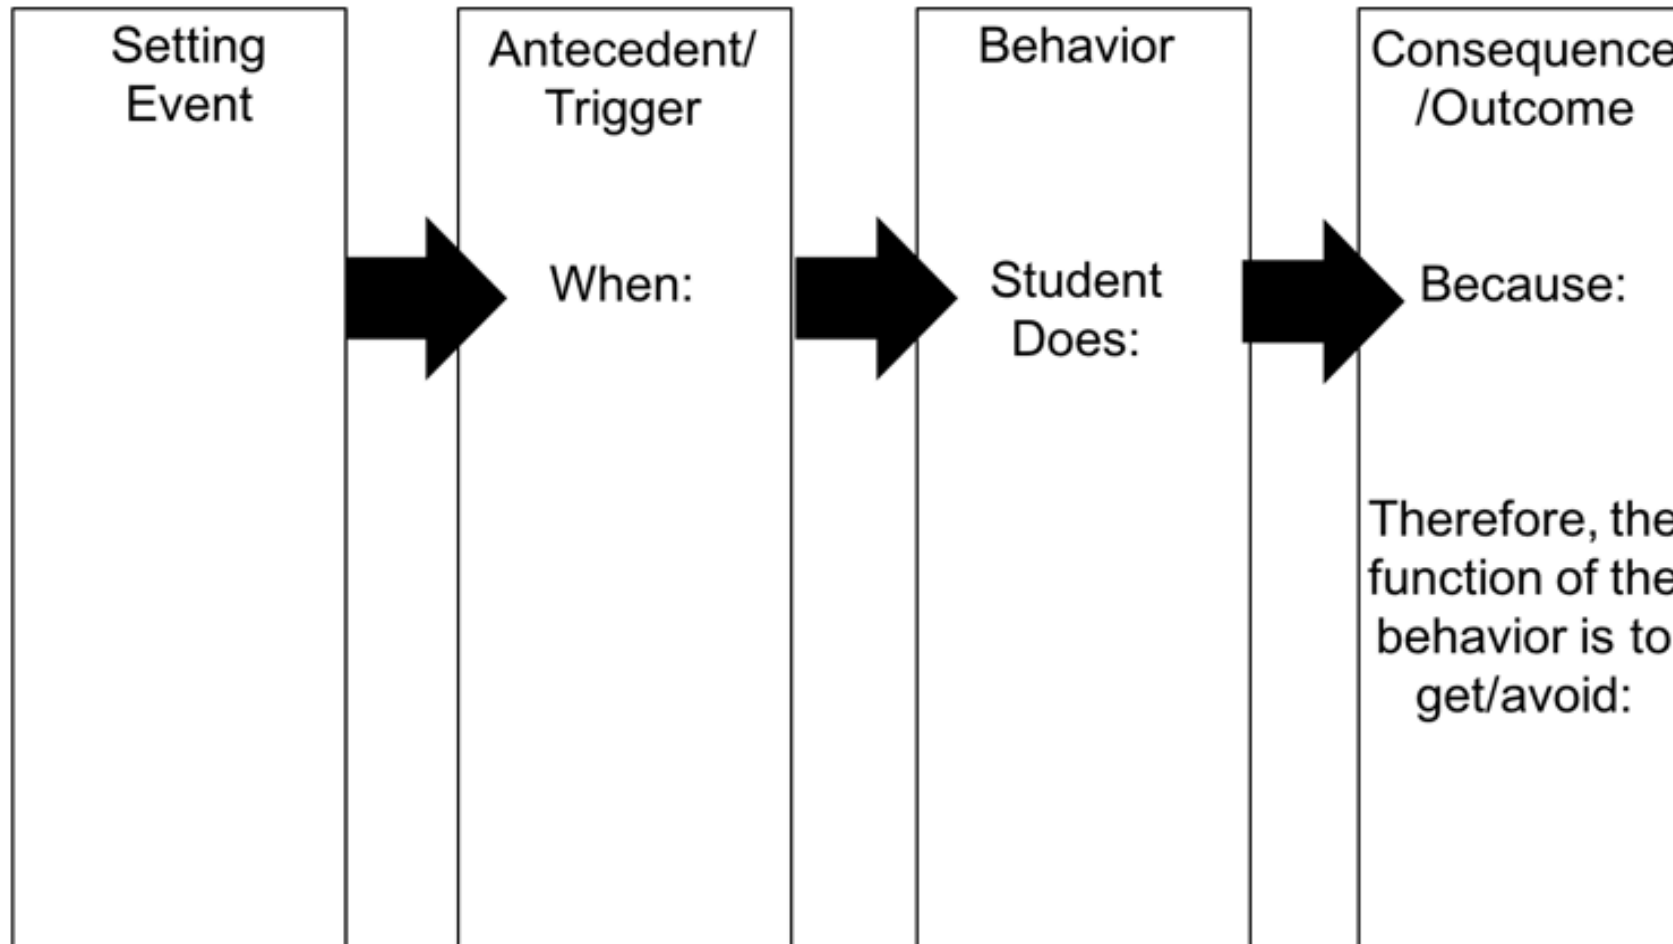 Setting
Event
Antecedent/
Trigger
When:
Behavior
Student
Does:
Consequence
/Outcome
Because:
Therefore, the
function of the
behavior is to
get/avoid: